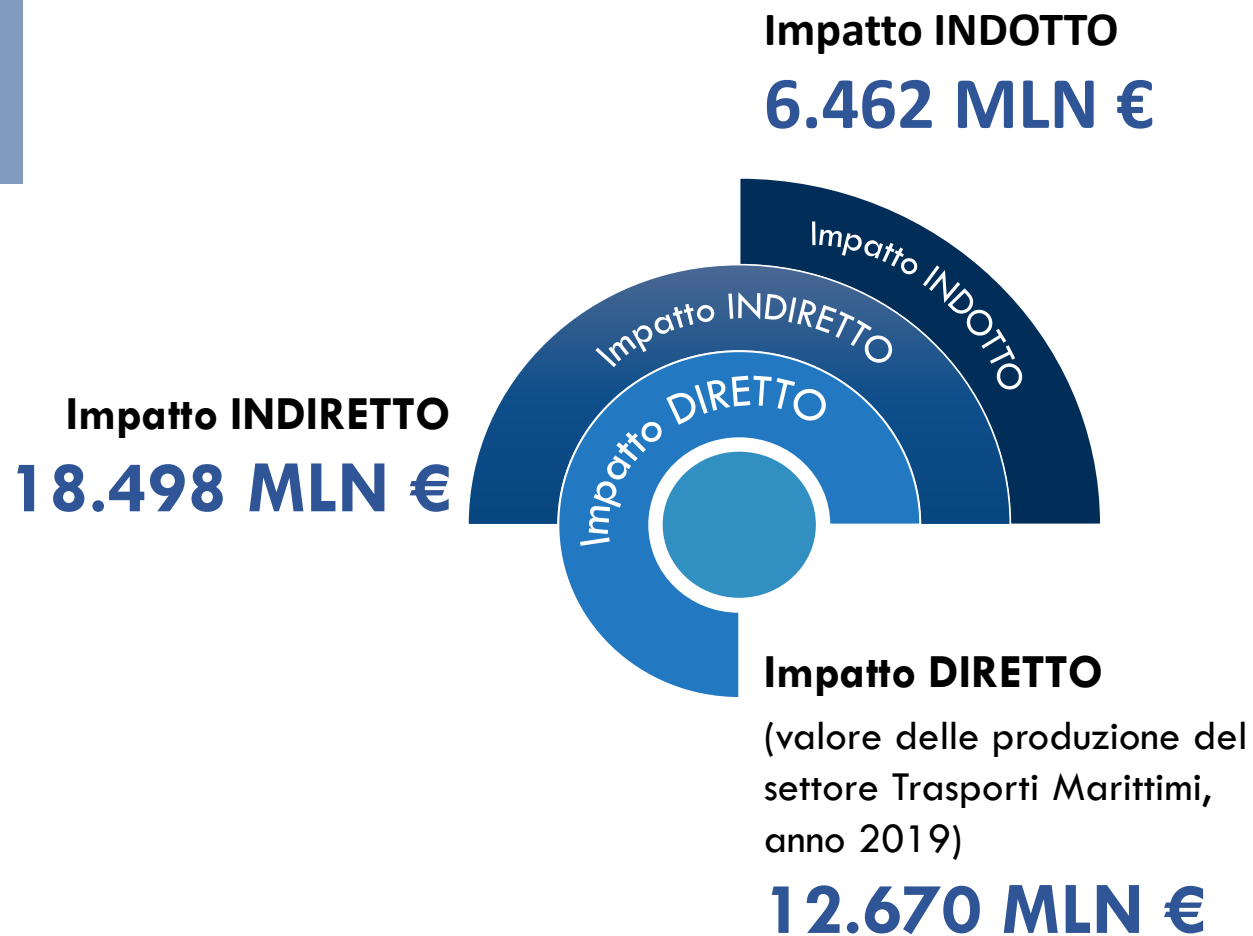 Impatto INDOTTO
6.462 MLN €
Impatto INDOTTO
Impatto INDIRETTO
Impatto DIRETTO
Impatto INDIRETTO
18.498 MLN €
Impatto DIRETTO
(valore delle produzione del
settore Trasporti Marittimi,
anno 2019)
12.670 MLN €